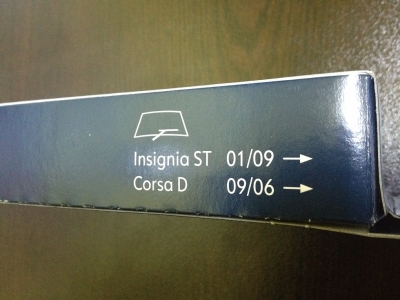 Insignia ST 01/09 →
Corsa D 09/06 →